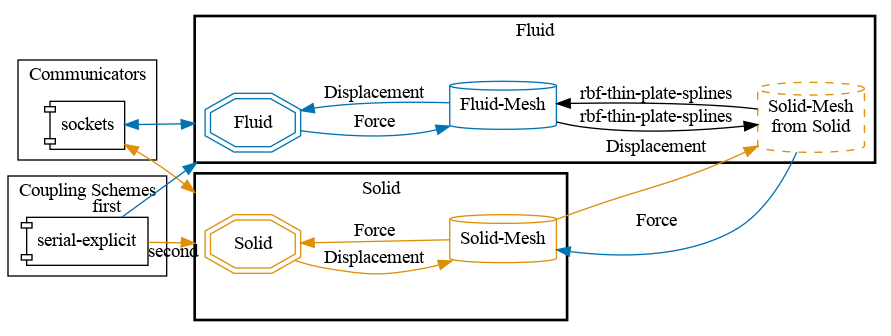 Fluid
Communicators
sockets
Fluid
Displacement
Force
Fluid-Mesh
rbf-thin-plate-splines
rbf-thin-plate-splines
Solid-Mesh
from Solid
Displacement
Coupling Schemes
first
serial-explicit
second
Solid
Solid
Force
Displacement
Solid-Mesh
Force